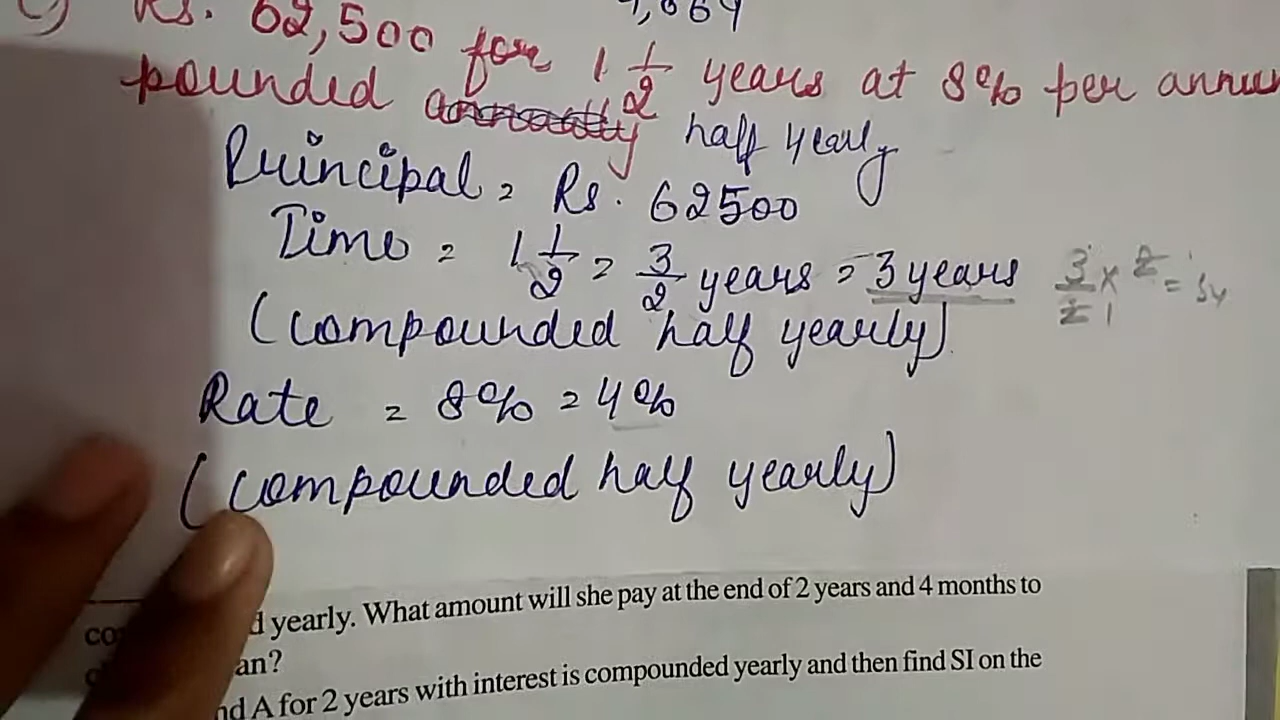 Rs. 62,500 for 1 1/2 years at 8% per annum
pounded half yearly
Principal = Rs. 62500
Time = 1 1/2 = 3/2 years = 3 years
3/2 x 2/1 = 3y
(compounded half yearly)
Rate = 8% = 4%
(compounded half yearly)
d yearly. What amount will she pay at the end of 2 years and 4 months to
an?
nd A for 2 years with interest is compounded yearly and then find SI on the